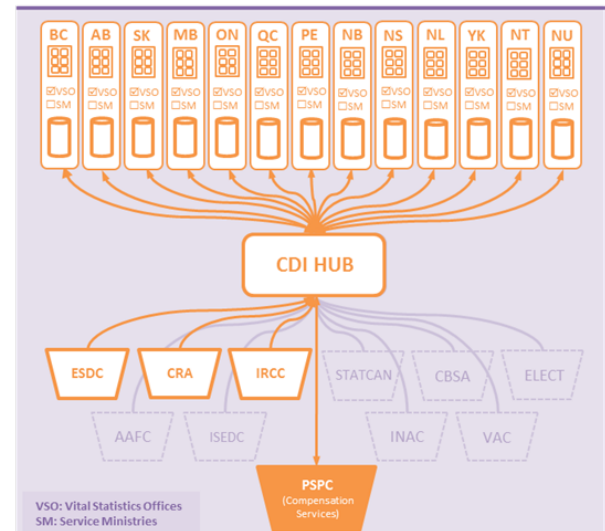 BC AB SK MB ON QC PE NB NS NL YK NT NU
☑VSO ☑VSO ☑VSO ☑VSO ☑VSO ☑VSO ☑VSO ☑VSO ☑VSO ☑VSO ☑VSO ☑VSO ☑VSO
☐SM ☐SM ☐SM ☐SM ☐SM ☐SM ☐SM ☐SM ☐SM ☐SM ☐SM ☐SM ☐SM
CDI HUB
ESDC CRA IRCC STATCAN CBSA ELECT
AAFC ISEDC INAC VAC
PSPC
(Compensation
Services)
VSO: Vital Statistics Offices
SM: Service Ministries